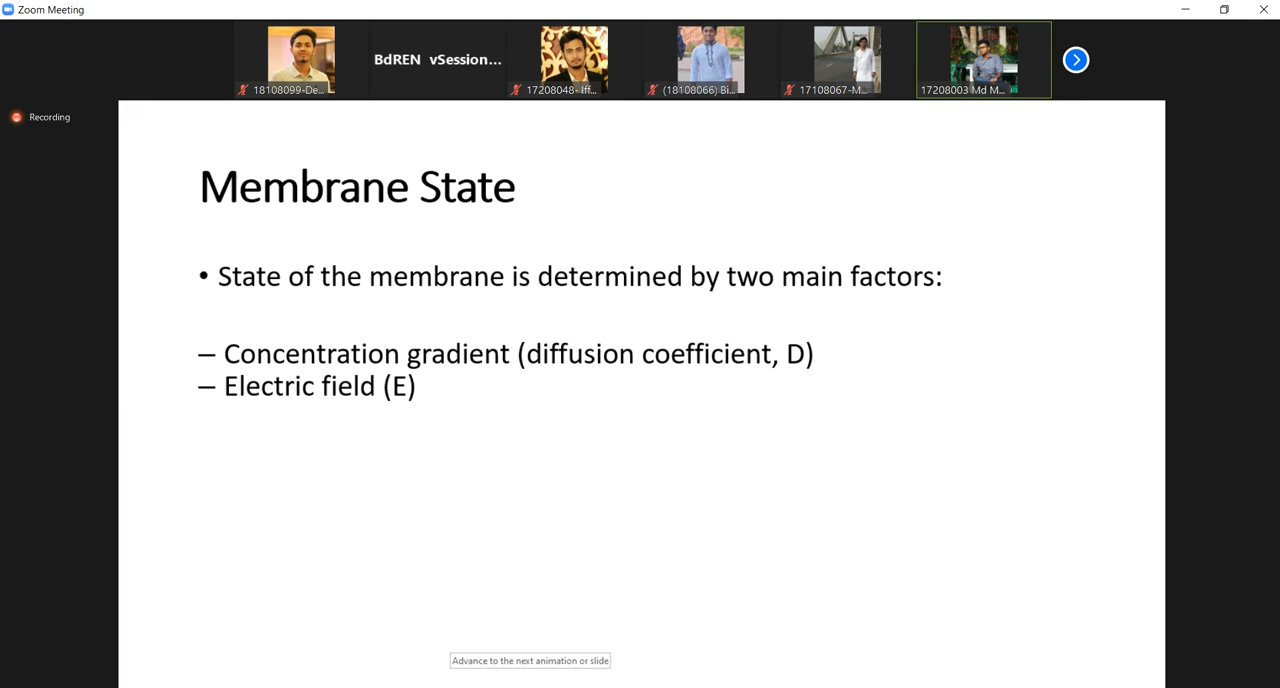 Zoom Meeting
BdREN vSession...
18108099-De...
17208048- Iff...
(18108066) Bi...
17108067-M...
17208003 Md M...
Recording
Membrane State
• State of the membrane is determined by two main factors:
– Concentration gradient (diffusion coefficient, D)
– Electric field (E)
Advance to the next animation or slide